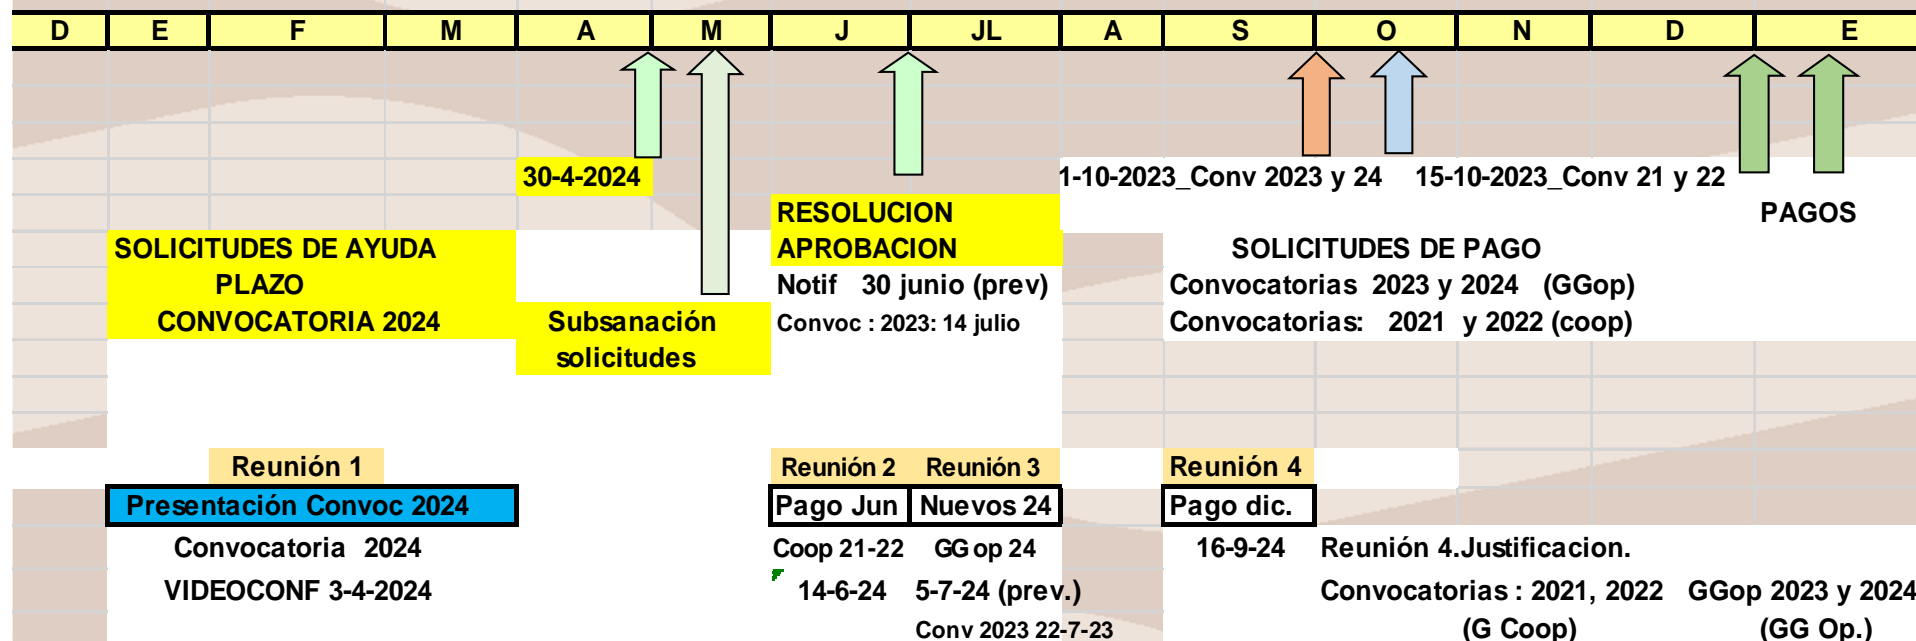 D E F M A M J JL A S O N D E
30-4-2024 1-10-2023_Conv 2023 y 24 15-10-2023_Conv 21 y 22
RESOLUCION PAGOS
SOLICITUDES DE AYUDA APROBACION SOLICITUDES DE PAGO
PLAZO Notif 30 junio (prev) Convocatorias 2023 y 2024 (GGop)
CONVOCATORIA 2024 Subsanación Convoc : 2023: 14 julio Convocatorias: 2021 y 2022 (coop)
solicitudes
Reunión 1 Reunión 2 Reunión 3 Reunión 4
Presentación Convoc 2024 Pago Jun Nuevos 24 Pago dic.
Convocatoria 2024 Coop 21-22 GG op 24 16-9-24 Reunión 4.Justificacion.
VIDEOCONF 3-4-2024 14-6-24 5-7-24 (prev.) Convocatorias : 2021, 2022 GGop 2023 y 2024
Conv 2023 22-7-23 (G Coop) (GG Op.)